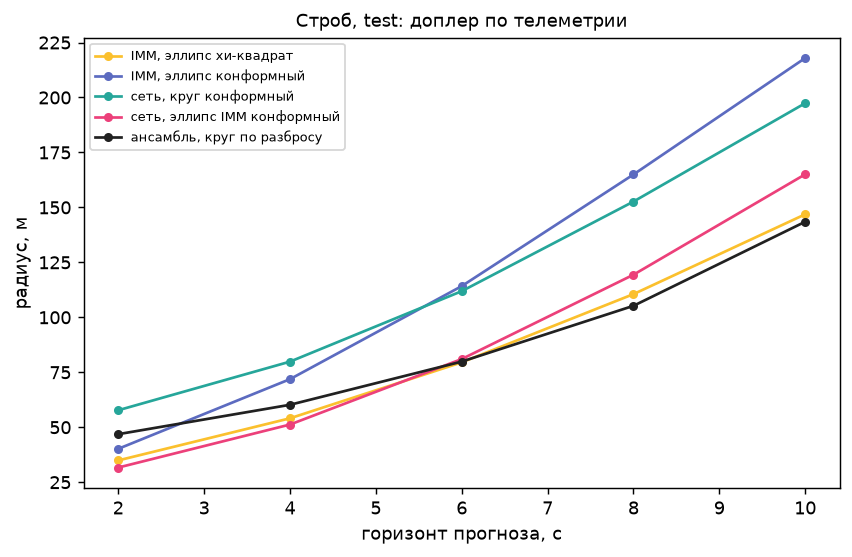 Строб, test: доплер по телеметрии
IMM, эллипс хи-квадрат
IMM, эллипс конформный
сеть, круг конформный
сеть, эллипс IMM конформный
ансамбль, круг по разбросу
радиус, м
225
200
175
150
125
100
75
50
25
2 3 4 5 6 7 8 9 10
горизонт прогноза, с